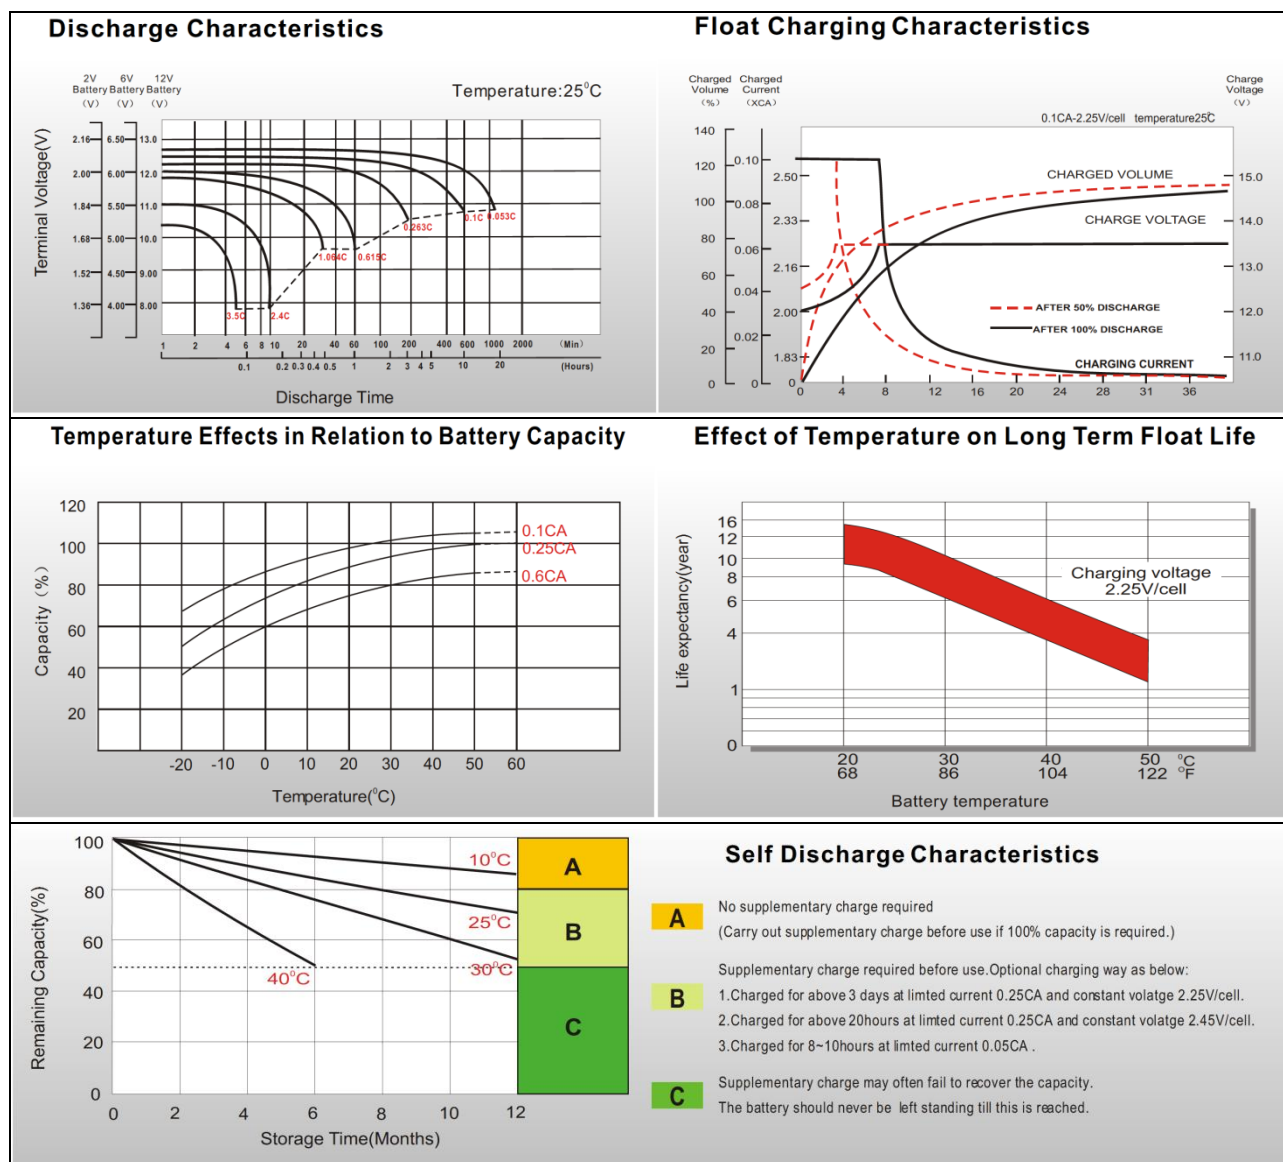 Discharge Characteristics
2V 6V 12V
Battery Battery Battery
(V) (V) (V)
Temperature:25°C
Terminal Voltage(V)
2.16 6.50 13.0
2.00 6.00 12.0
1.84 5.50 11.0
1.68 5.00 10.0
1.52 4.50 9.00
1.36 4.00 8.00
3.5C 2.4C 1.064C 0.615C 0.263C 0.1C 0.053C
1 2 4 6 8 10 20 40 60 100 200 400 600 1000 2000 (Min)
0.1 0.2 0.3 0.4 0.5 1 2 3 4 5 10 20 (Hours)
Discharge Time
Float Charging Characteristics
Charged Volume (%)
Charged Current (XCA)
Charge Voltage (V)
0.1CA-2.25V/cell temperature25°C
140
120 0.10 2.50 15.0
100 0.08 2.33 14.0
80 0.06 2.16 13.0
60 0.04 2.00 12.0
40 0.02 1.83 11.0
20
0 0 0
CHARGED VOLUME
CHARGE VOLTAGE
AFTER 50% DISCHARGE
AFTER 100% DISCHARGE
CHARGING CURRENT
0 4 8 12 16 20 24 28 31 36
Temperature Effects in Relation to Battery Capacity
Capacity (%)
120
100
80
60
40
20
0.1CA
0.25CA
0.6CA
-20 -10 0 10 20 30 40 50 60
Temperature(°C)
Effect of Temperature on Long Term Float Life
Life expectancy(year)
16
12
10
8
6
4
1
0
Charging voltage
2.25V/cell
20 30 40 50 °C
68 86 104 122 °F
Battery temperature
Remaining Capacity(%)
100
80
60
40
20
0
10°C
25°C
30°C
40°C
A
B
C
0 2 4 6 8 10 12
Storage Time(Months)
Self Discharge Characteristics
A
No supplementary charge required
(Carry out supplementary charge before use if 100% capacity is required.)
B
Supplementary charge required before use.Optional charging way as below:
1.Charged for above 3 days at limted current 0.25CA and constant volatge 2.25V/cell.
2.Charged for above 20hours at limted current 0.25CA and constant volatge 2.45V/cell.
3.Charged for 8~10hours at limted current 0.05CA .
C
Supplementary charge may often fail to recover the capacity.
The battery should never be left standing till this is reached.